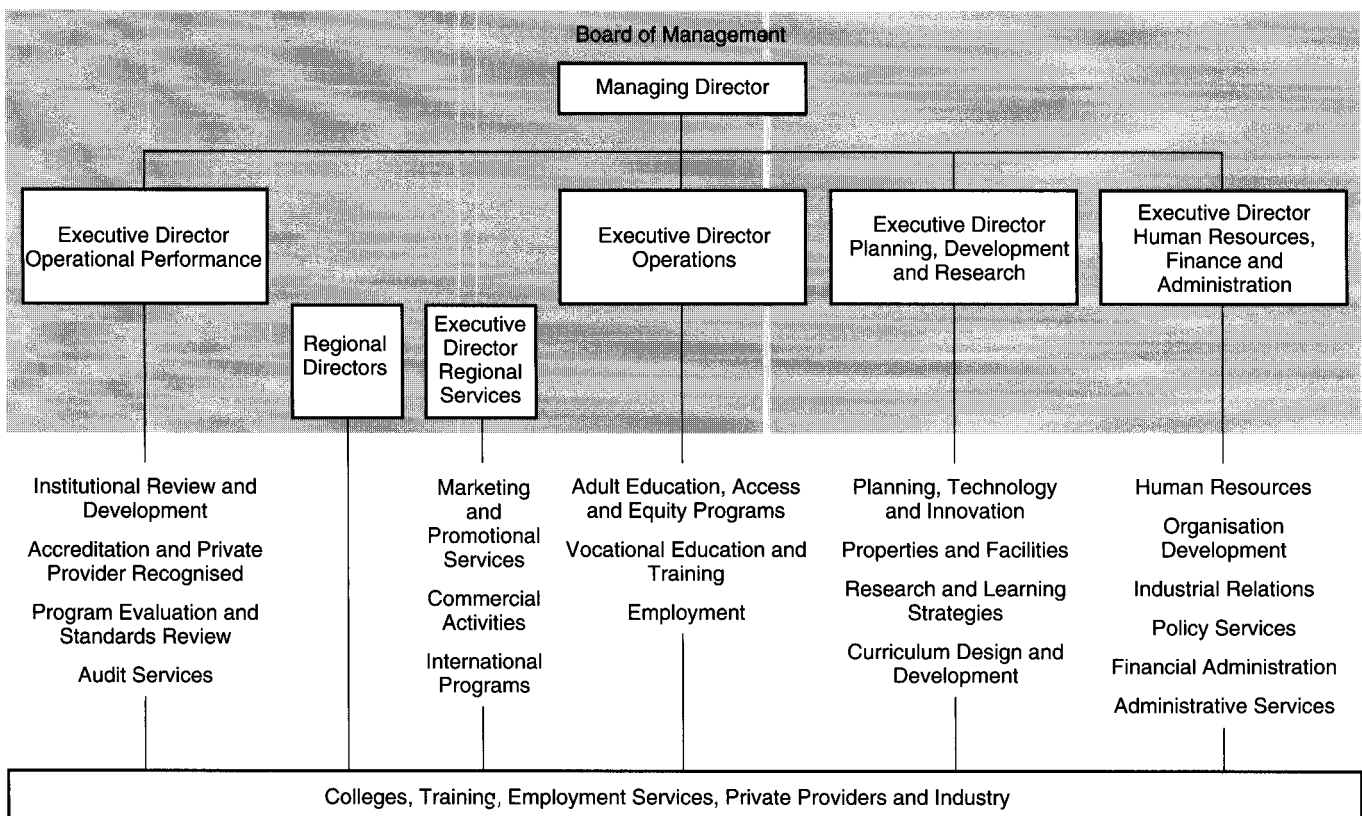 Board of Management
Managing Director
Executive Director
Operational Performance
Executive Director
Operations
Executive Director
Planning, Development
and Research
Executive Director
Human Resources,
Finance and
Administration
Regional
Directors
Executive
Director
Regional
Services
Institutional Review and
Development
Accreditation and Private
Provider Recognised
Program Evaluation and
Standards Review
Audit Services
Marketing
and
Promotional
Services
Commercial
Activities
International
Programs
Adult Education, Access
and Equity Programs
Vocational Education and
Training
Employment
Planning, Technology
and Innovation
Properties and Facilities
Research and Learning
Strategies
Curriculum Design and
Development
Human Resources
Organisation
Development
Industrial Relations
Policy Services
Financial Administration
Administrative Services
Colleges, Training, Employment Services, Private Providers and Industry